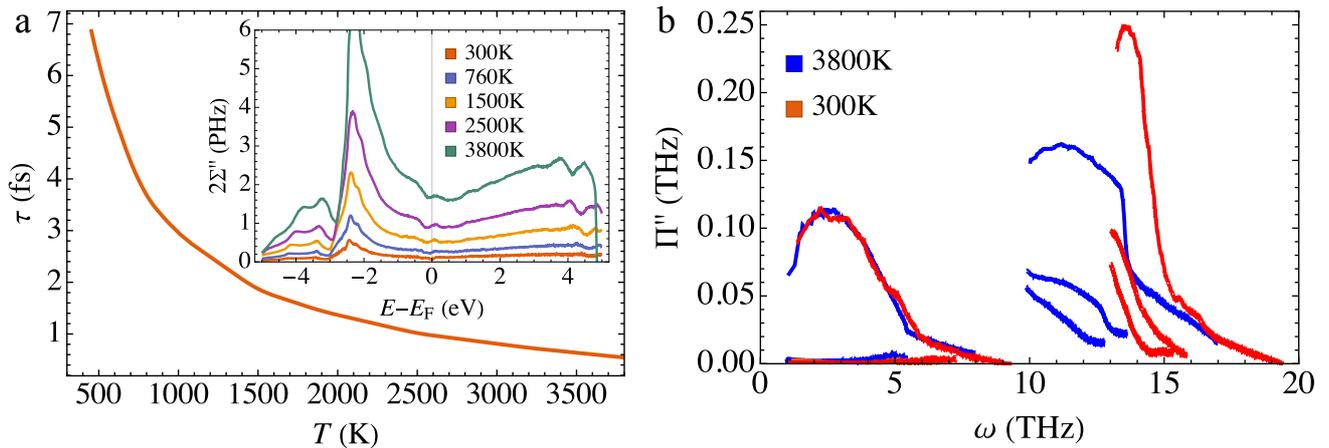 a
7
6
5
4
3
2
1
τ (fs)
500 1000 1500 2000 2500 3000 3500
T (K)
6
5
4
3
2
1
0
2Σ'' (PHz)
−4 −2 0 2 4
E−E_F (eV)
300K
760K
1500K
2500K
3800K
b
0.25
0.20
0.15
0.10
0.05
0.00
Π'' (THz)
3800K
300K
0 5 10 15 20
ω (THz)